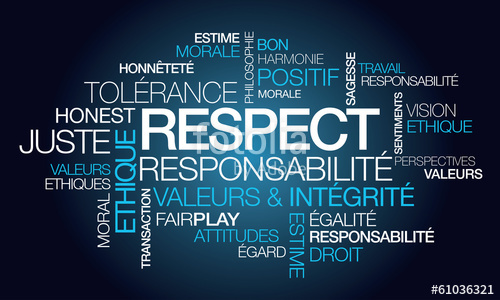 ESTIME
MORALE
PHILOSOPHIE
BON
HARMONIE
POSITIF
MORALE
SAGESSE
TRAVAIL
RESPONSABILITÉ
HONNÊTETÉ
TOLÉRANCE
HONEST
JUSTE
RESPECT
fotolia
SENTIMENTS
VISION
ETHIQUE
ETHIQUE
RESPONSABILITÉ
PERSPECTIVES
VALEURS
VALEURS
ETHIQUES
MORAL
TRANSACTION
VALEURS & INTÉGRITÉ
FAIRPLAY
ATTITUDES
ÉGARD
ESTIME
ÉGALITÉ
RESPONSABILITÉ
DROIT
#61036321